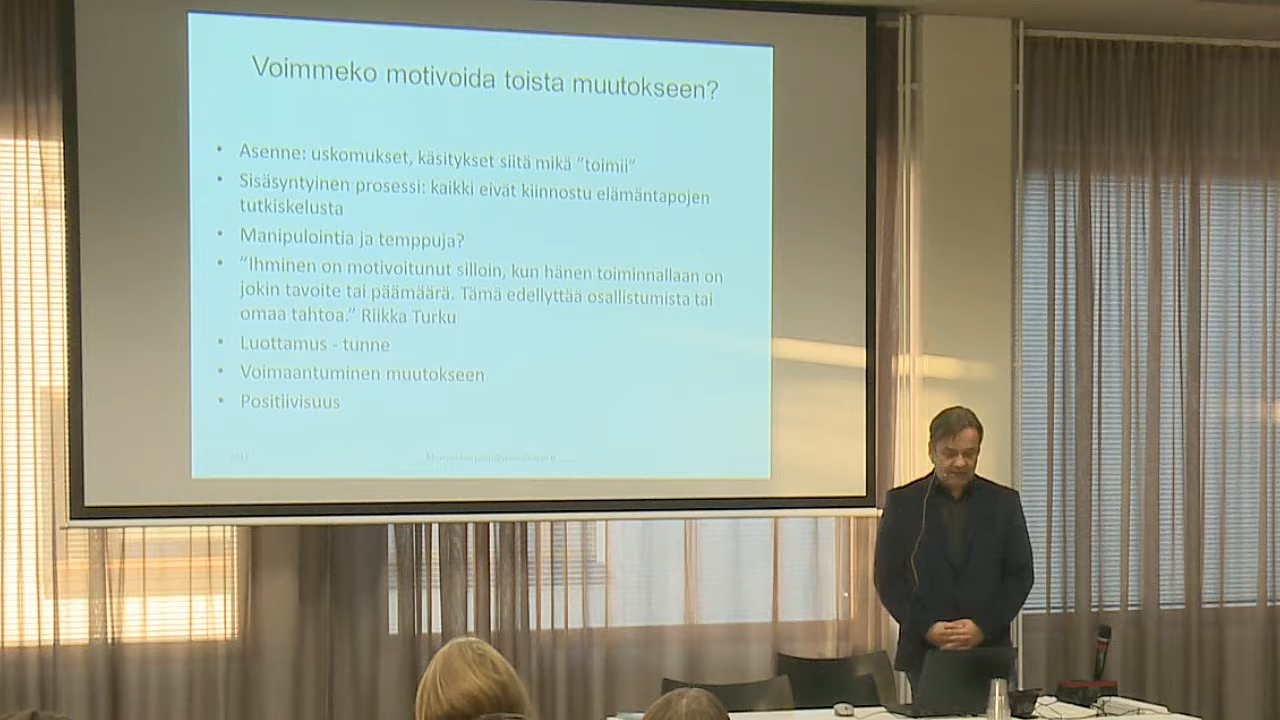 Voimmeko motivoida toista muutokseen?
• Asenne: uskomukset, käsitykset siitä mikä ”toimii”
• Sisäsyntyinen prosessi: kaikki eivät kiinnostu elämäntapojen
tutkiskelusta
• Manipulointia ja temppuja?
• ”Ihminen on motivoitunut silloin, kun hänen toiminnallaan on
jokin tavoite tai päämäärä. Tämä edellyttää osallistumista tai
omaa tahtoa.” Riikka Turku
• Luottamus - tunne
• Voimaantuminen muutokseen
• Positiivisuus